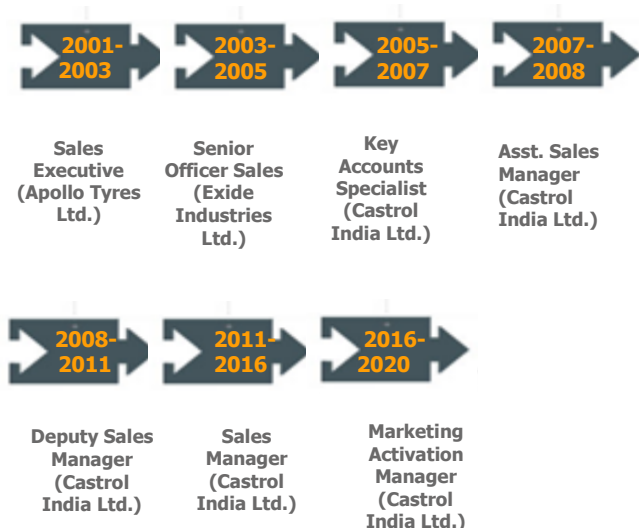 2001-
2003
2003-
2005
2005-
2007
2007-
2008
Sales
Executive
(Apollo Tyres
Ltd.)
Senior
Officer Sales
(Exide
Industries
Ltd.)
Key
Accounts
Specialist
(Castrol
India Ltd.)
Asst. Sales
Manager
(Castrol
India Ltd.)
2008-
2011
2011-
2016
2016-
2020
Deputy Sales
Manager
(Castrol
India Ltd.)
Sales
Manager
(Castrol
India Ltd.)
Marketing
Activation
Manager
(Castrol
India Ltd.)